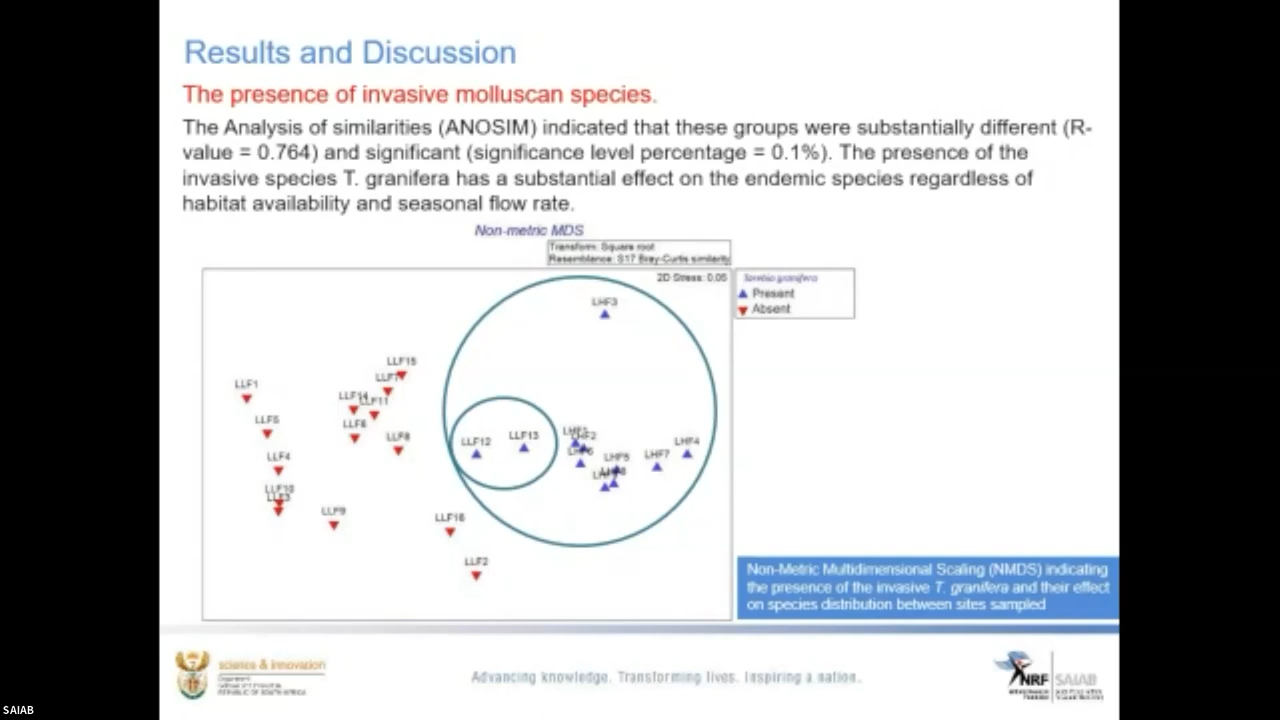 Results and Discussion
The presence of invasive molluscan species.
The Analysis of similarities (ANOSIM) indicated that these groups were substantially different (R-
value = 0.764) and significant (significance level percentage = 0.1%). The presence of the
invasive species T. granifera has a substantial effect on the endemic species regardless of
habitat availability and seasonal flow rate.
Non-metric MDS
Transform: Square root
Resemblance: S17 Bray-Curtis similarity
2D Stress: 0,05
Tarebia granifera
Present
Absent
LHF3
LLF15
LLF1
LLF14
LLF11
LLF5
LLF6
LLF8
LLF12
LLF13
LHF2
LHF4
LLF4
LHF5
LHF7
LLF10
LLF3
LLF9
LLF16
LLF2
Non-Metric Multidimensional Scaling (NMDS) indicating
the presence of the invasive T. granifera and their effect
on species distribution between sites sampled
science & innovation
Department:
REPUBLIC OF SOUTH AFRICA
Advancing knowledge. Transforming lives. Inspiring a nation.
NRF
SAIAB
SAIAB